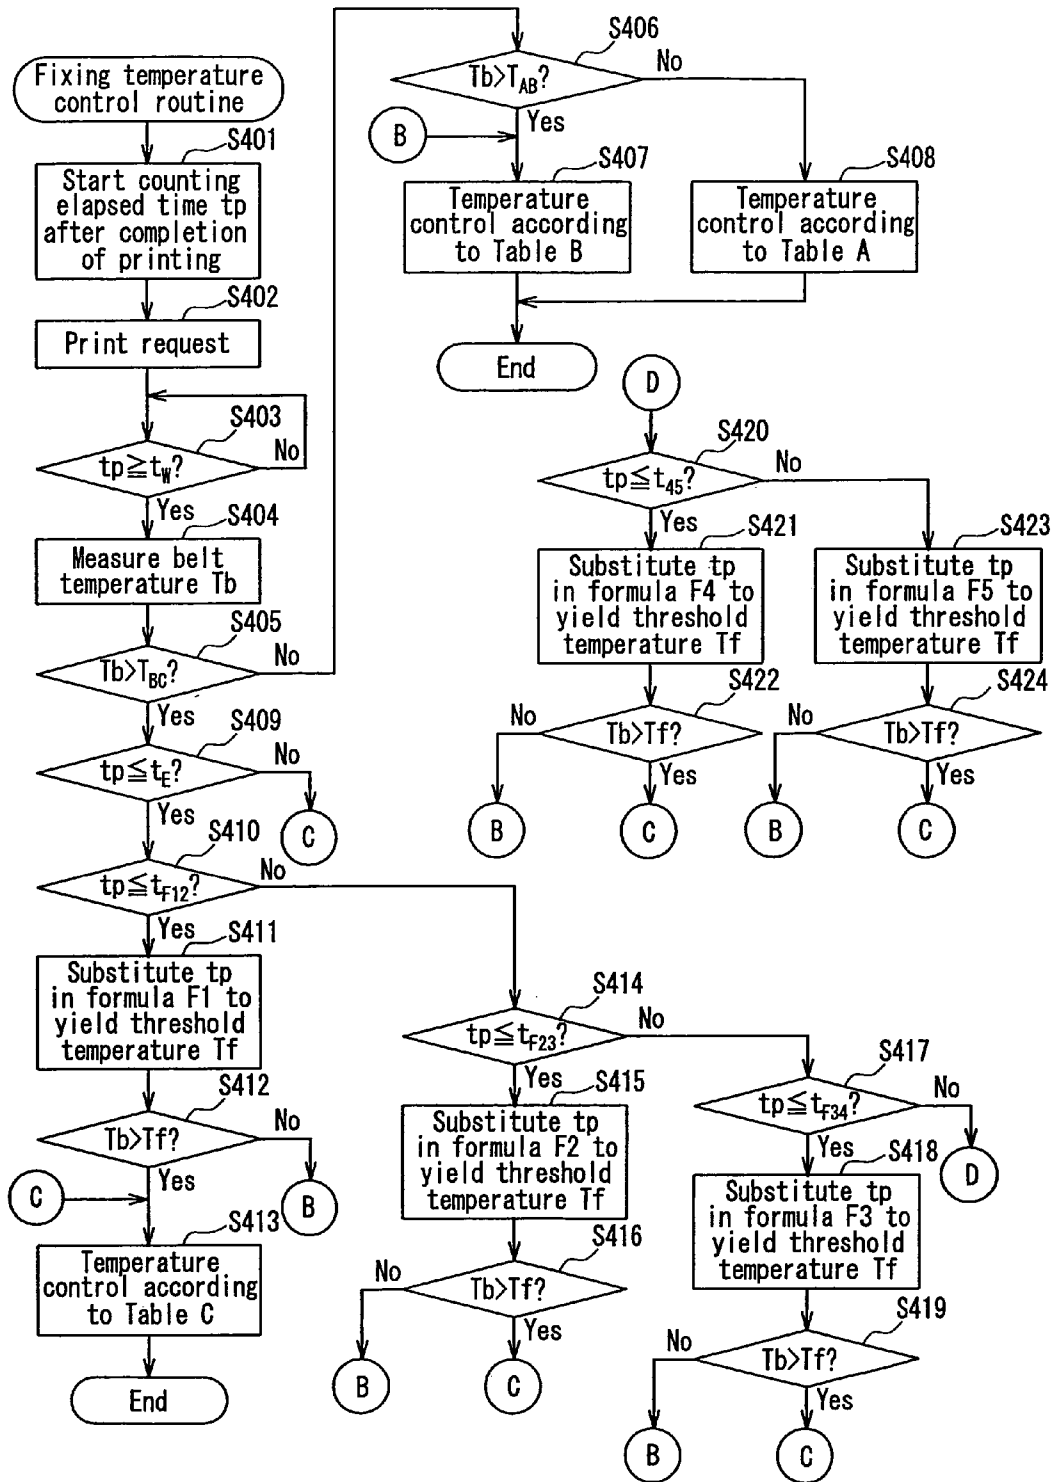 Fixing temperature
control routine
S401
Start counting
elapsed time tp
after completion
of printing
S402
Print request
S403
tp≧tW?
No
Yes
S404
Measure belt
temperature Tb
S405
Tb>TBC?
No
Yes
S406
Tb>TAB?
No
Yes
B
S407
Temperature
control according
to Table B
S408
Temperature
control according
to Table A
End
S409
tp≦tE?
No
Yes
C
S410
tp≦tF12?
No
Yes
S411
Substitute tp
in formula F1 to
yield threshold
temperature Tf
S412
Tb>Tf?
No
Yes
B
C
S413
Temperature
control according
to Table C
End
S414
tp≦tF23?
No
Yes
S415
Substitute tp
in formula F2 to
yield threshold
temperature Tf
S416
Tb>Tf?
No
Yes
B
C
S417
tp≦tF34?
No
Yes
D
S418
Substitute tp
in formula F3 to
yield threshold
temperature Tf
S419
Tb>Tf?
No
Yes
B
C
D
S420
tp≦t45?
No
Yes
S421
Substitute tp
in formula F4 to
yield threshold
temperature Tf
S422
Tb>Tf?
No
Yes
B
C
S423
Substitute tp
in formula F5 to
yield threshold
temperature Tf
S424
Tb>Tf?
No
Yes
B
C